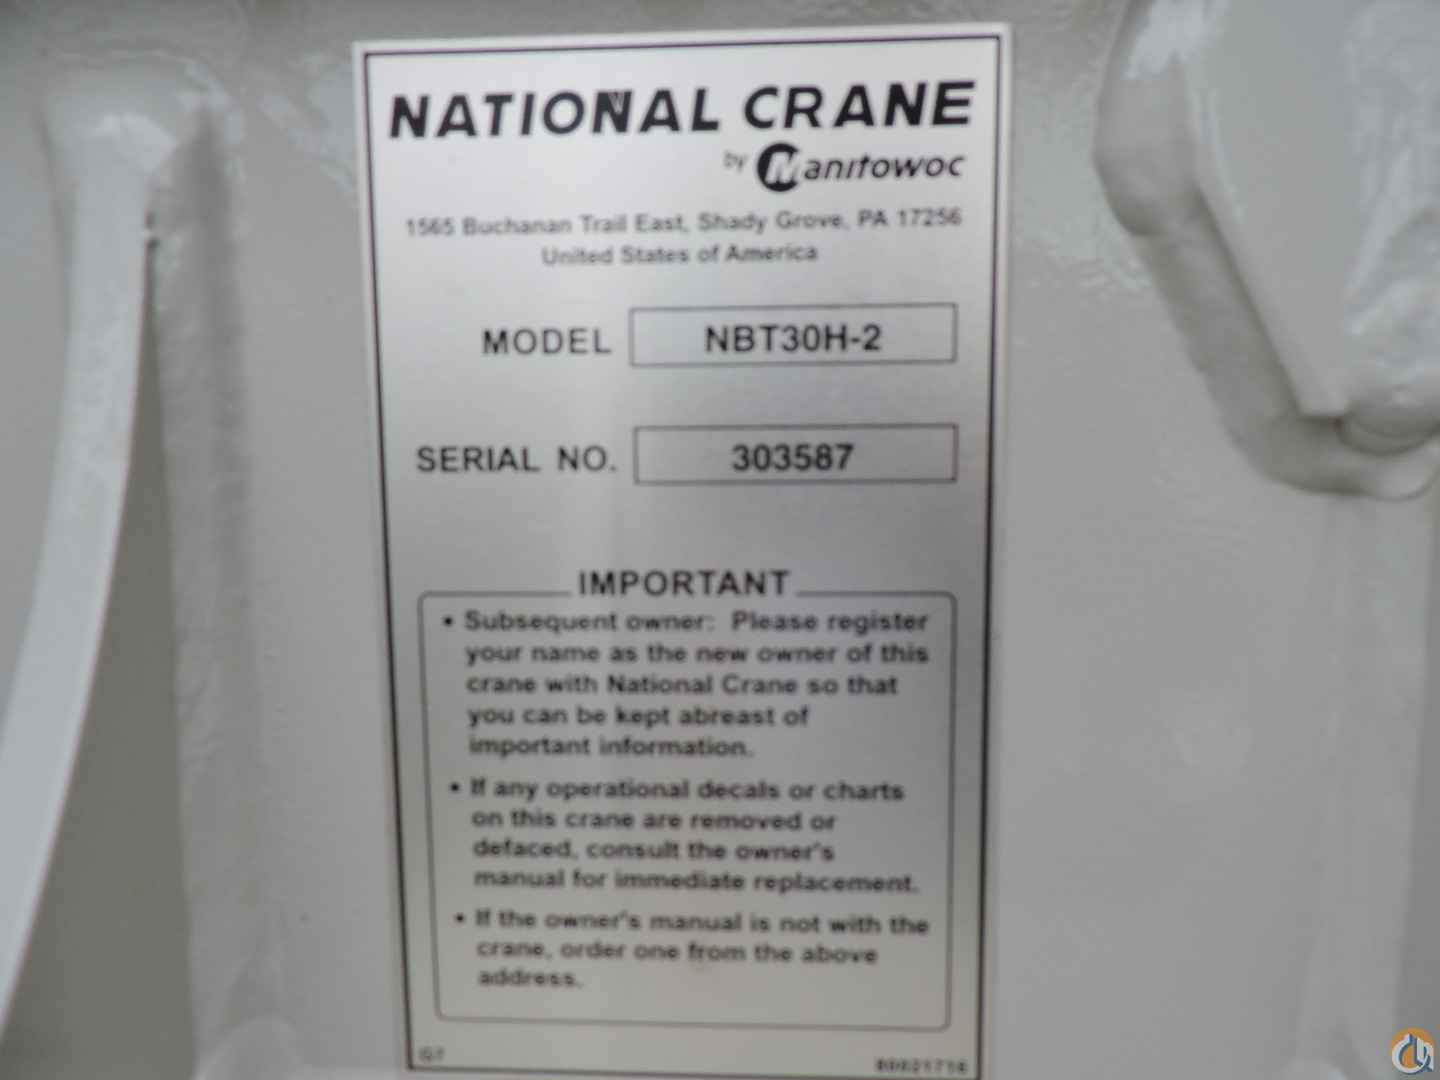 NATIONAL CRANE
by Manitowoc
1565 Buchanan Trail East, Shady Grove, PA 17256
United States of America
MODEL NBT30H-2
SERIAL NO. 303587
IMPORTANT
• Subsequent owner: Please register
your name as the new owner of this
crane with National Crane so that
you can be kept abreast of
important information.
• If any operational decals or charts
on this crane are removed or
defaced, consult the owner's
manual for immediate replacement.
• If the owner's manual is not with the
crane, order one from the above
address.